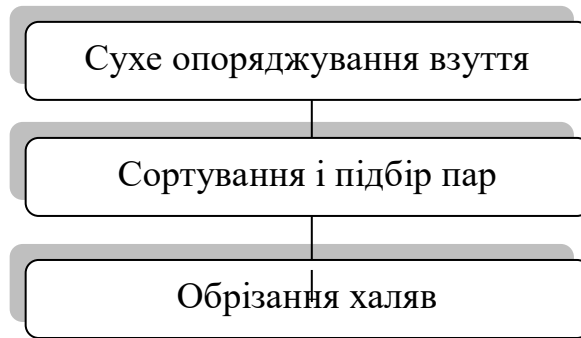 Сухе опоряджування взуття
Сортування і підбір пар
Обрізання халяв